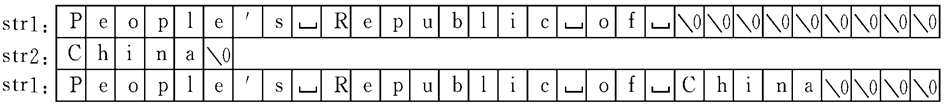 str1: P e o p l e ' s ␣ R e p u b l i c ␣ o f ␣ \0 \0 \0 \0 \0 \0 \0 \0 \0
str2: C h i n a \0
str1: P e o p l e ' s ␣ R e p u b l i c ␣ o f ␣ C h i n a \0 \0 \0 \0